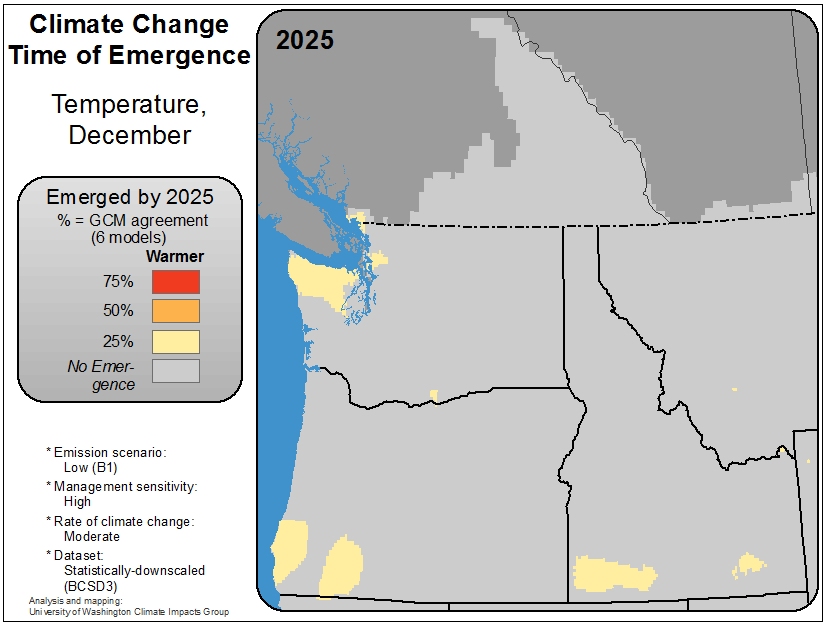 Climate Change
Time of Emergence
Temperature,
December
Emerged by 2025
% = GCM agreement
(6 models)
Warmer
75%
50%
25%
No Emer-
gence
* Emission scenario:
Low (B1)
* Management sensitivity:
High
* Rate of climate change:
Moderate
* Dataset:
Statistically-downscaled
(BCSD3)
Analysis and mapping:
University of Washington Climate Impacts Group
2025